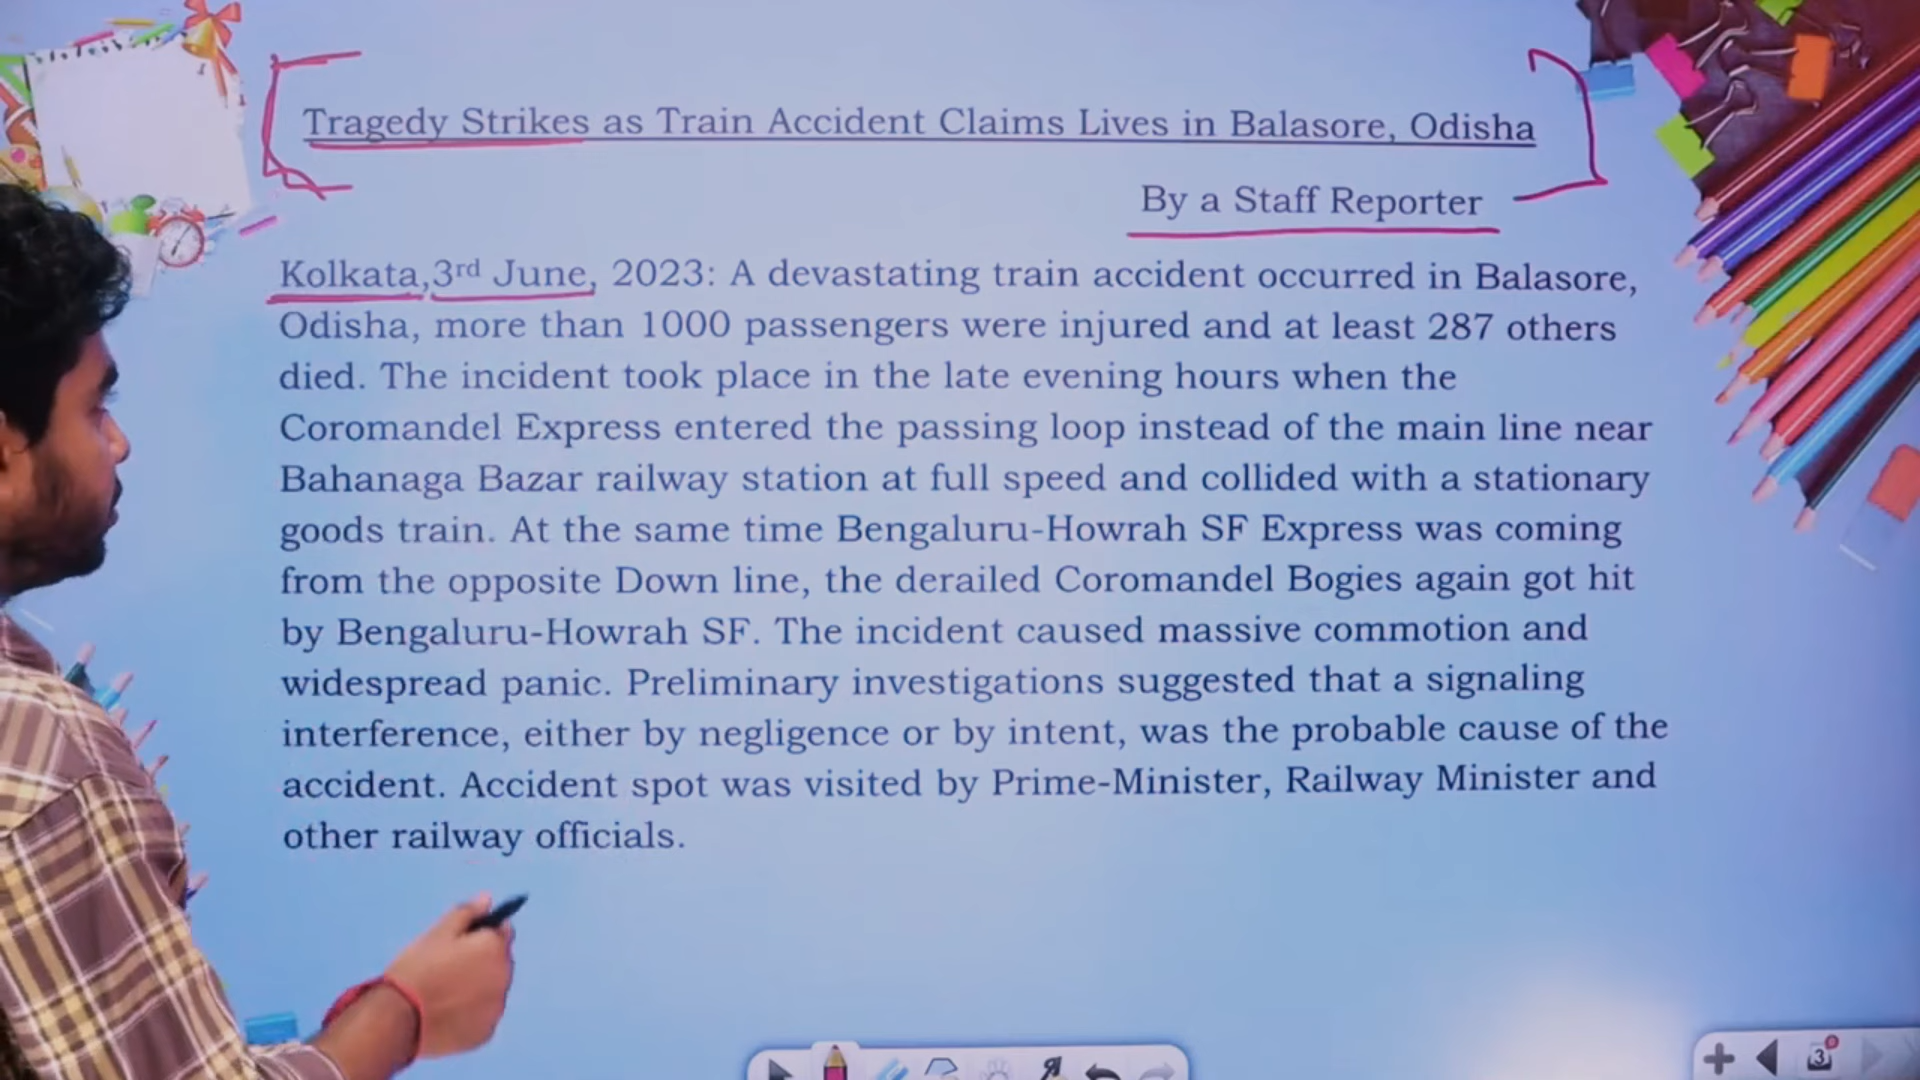 Tragedy Strikes as Train Accident Claims Lives in Balasore, Odisha
By a Staff Reporter
Kolkata,3rd June, 2023: A devastating train accident occurred in Balasore,
Odisha, more than 1000 passengers were injured and at least 287 others
died. The incident took place in the late evening hours when the
Coromandel Express entered the passing loop instead of the main line near
Bahanaga Bazar railway station at full speed and collided with a stationary
goods train. At the same time Bengaluru-Howrah SF Express was coming
from the opposite Down line, the derailed Coromandel Bogies again got hit
by Bengaluru-Howrah SF. The incident caused massive commotion and
widespread panic. Preliminary investigations suggested that a signaling
interference, either by negligence or by intent, was the probable cause of the
accident. Accident spot was visited by Prime-Minister, Railway Minister and
other railway officials.
3